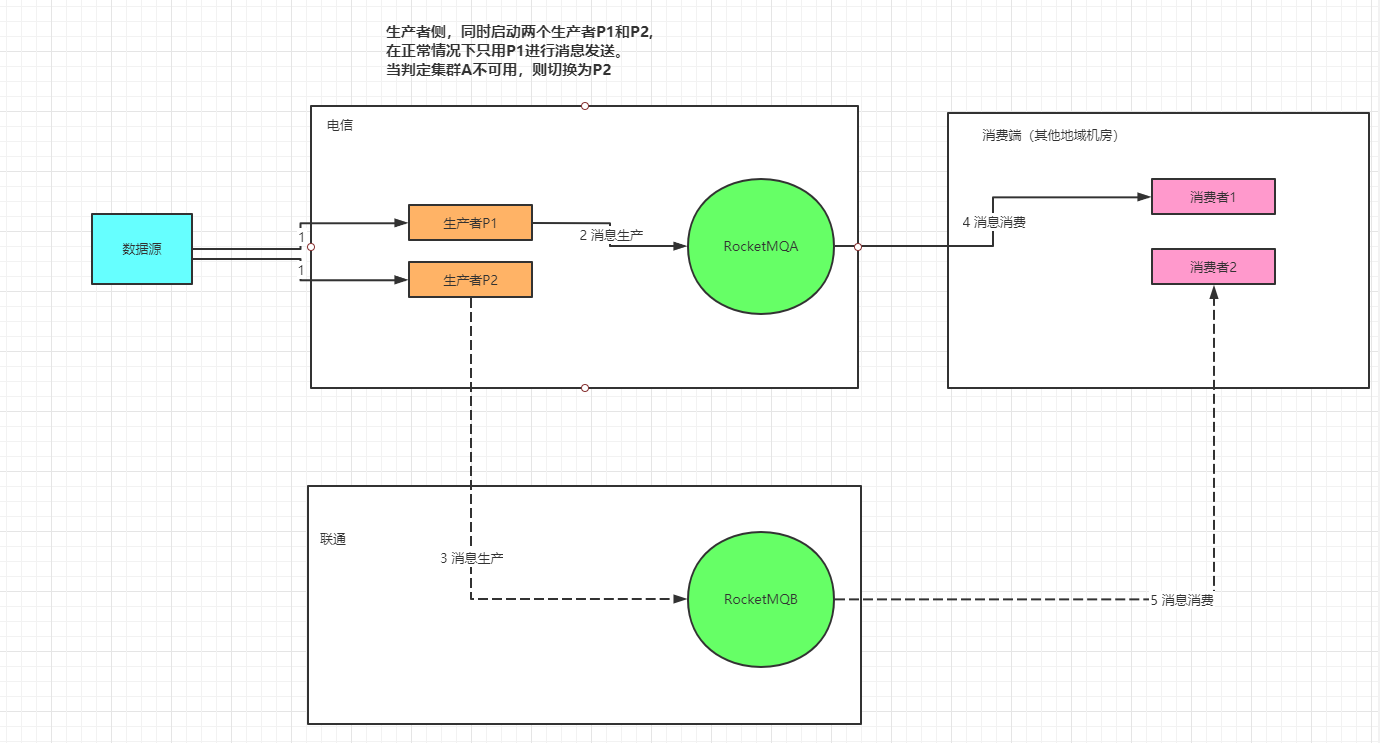 生产者侧，同时启动两个生产者P1和P2,
在正常情况下只用P1进行消息发送。
当判定集群A不可用，则切换为P2
电信
消费端（其他地域机房）
数据源
1
1
生产者P1
生产者P2
2 消息生产
RocketMQA
4 消息消费
消费者1
消费者2
联通
3 消息生产
RocketMQB
5 消息消费